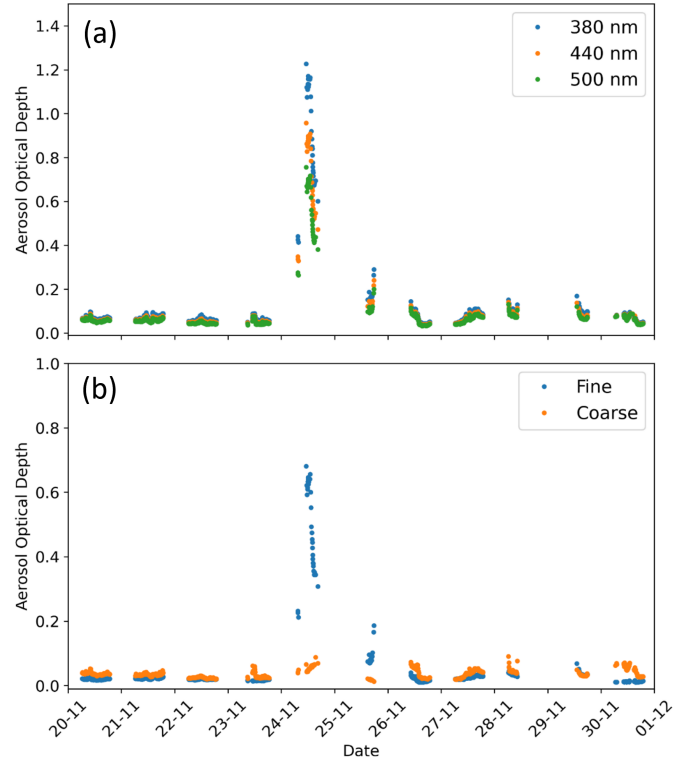 (a)
380 nm
440 nm
500 nm
Aerosol Optical Depth
1.4
1.2
1.0
0.8
0.6
0.4
0.2
0.0
(b)
Fine
Coarse
Aerosol Optical Depth
1.0
0.8
0.6
0.4
0.2
0.0
20-11
21-11
22-11
23-11
24-11
25-11
26-11
27-11
28-11
29-11
30-11
01-12
Date